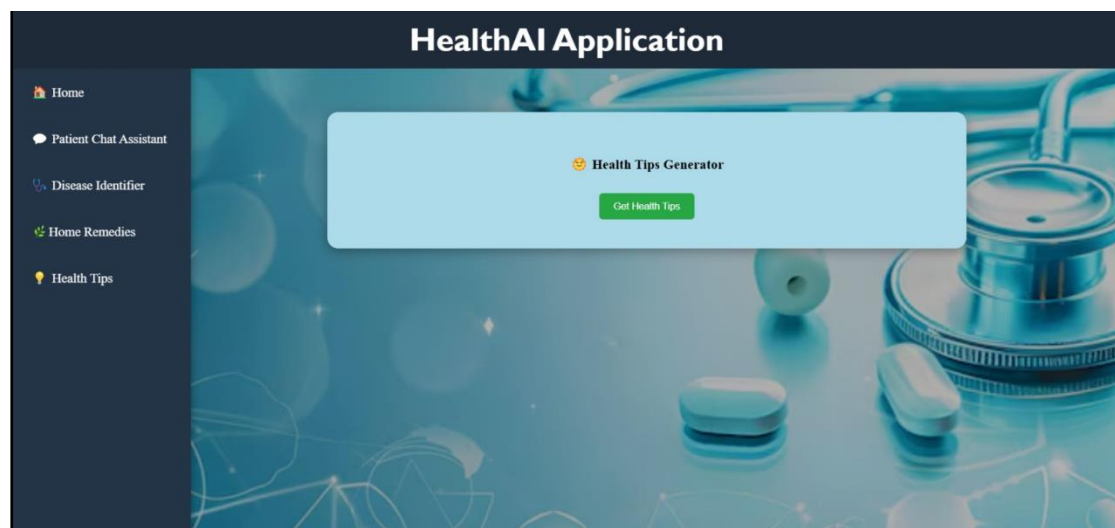 HealthAI Application
🏠 Home
💬 Patient Chat Assistant
🩺 Disease Identifier
🌿 Home Remedies
💡 Health Tips
😊 Health Tips Generator
Get Health Tips